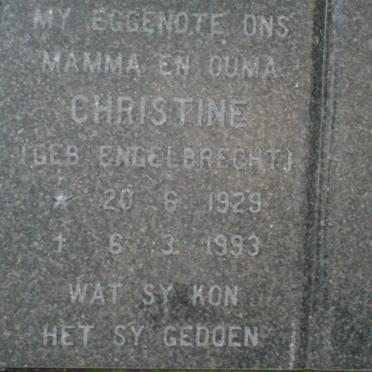 MY EGGENOTE ONS
MAMMA EN OUMA
CHRISTINE
(GEB ENGELBRECHT)
* 20 6 1929
† 6 3 1993
WAT SY KON
HET SY GEDOEN